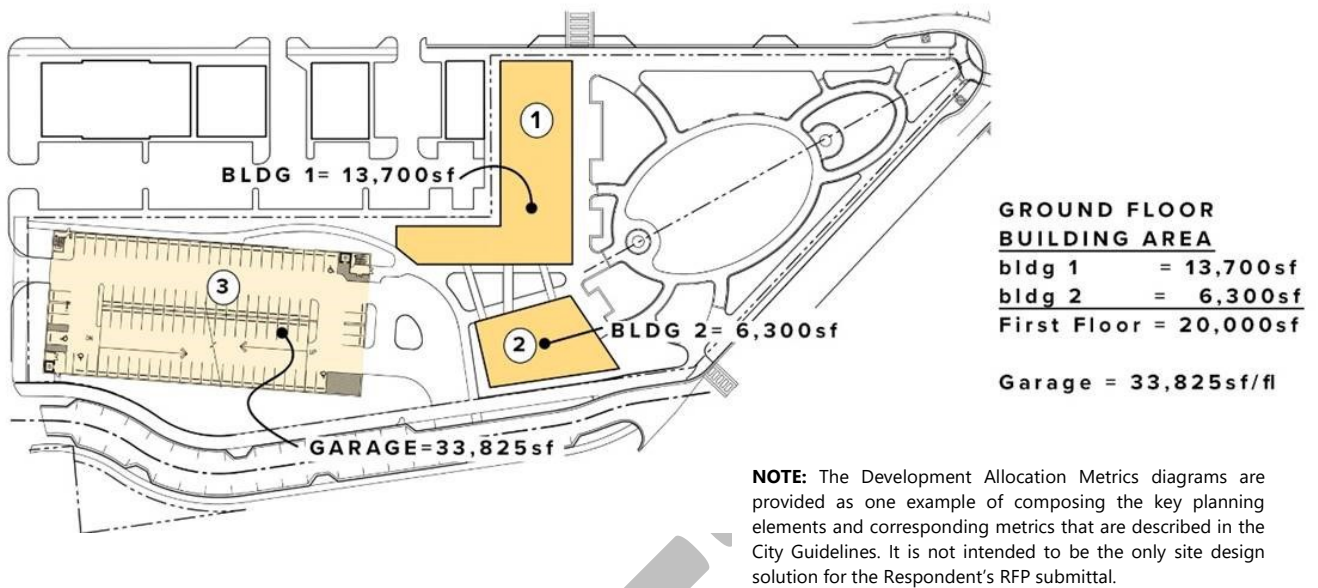 1
BLDG 1= 13,700sf
3
2
BLDG 2= 6,300sf
GARAGE=33,825sf
GROUND FLOOR
BUILDING AREA
bldg 1 = 13,700sf
bldg 2 = 6,300sf
First Floor = 20,000sf
Garage = 33,825sf/fl
NOTE: The Development Allocation Metrics diagrams are
provided as one example of composing the key planning
elements and corresponding metrics that are described in the
City Guidelines. It is not intended to be the only site design
solution for the Respondent's RFP submittal.